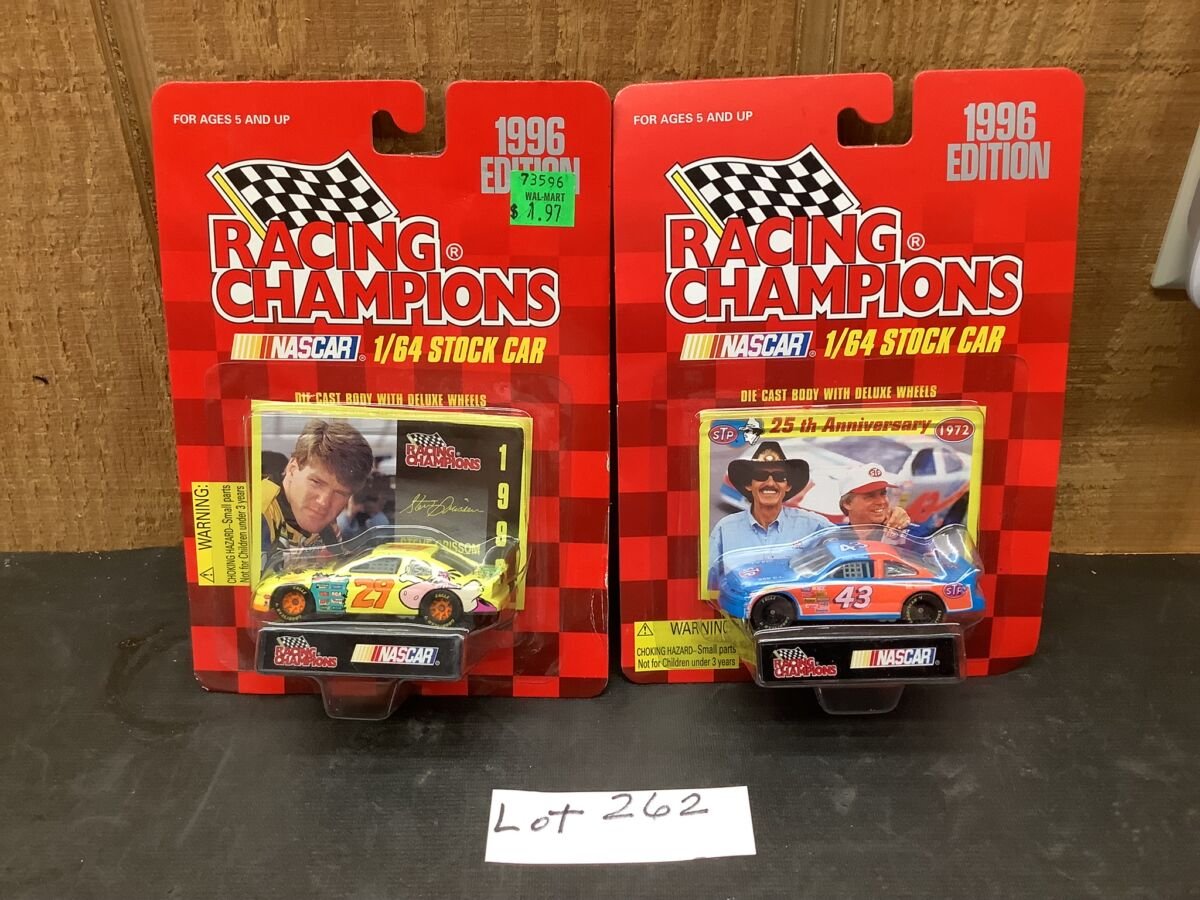 FOR AGES 5 AND UP
1996
EDITION
73596
WAL-MART
$1.97
RACING
CHAMPIONS®
NASCAR® 1/64 STOCK CAR
DIE CAST BODY WITH DELUXE WHEELS
RACING
CHAMPIONS
199
WARNING:
CHOKING HAZARD-Small parts
Not for Children under 3 years
29
RACING
CHAMPIONS
NASCAR
FOR AGES 5 AND UP
1996
EDITION
RACING®
CHAMPIONS
NASCAR® 1/64 STOCK CAR
DIE CAST BODY WITH DELUXE WHEELS
STP
25 th Anniversary
1972
STP
43
STP
WARNING
CHOKING HAZARD-Small parts
Not for Children under 3 years
RACING
CHAMPIONS
NASCAR
Lot 262